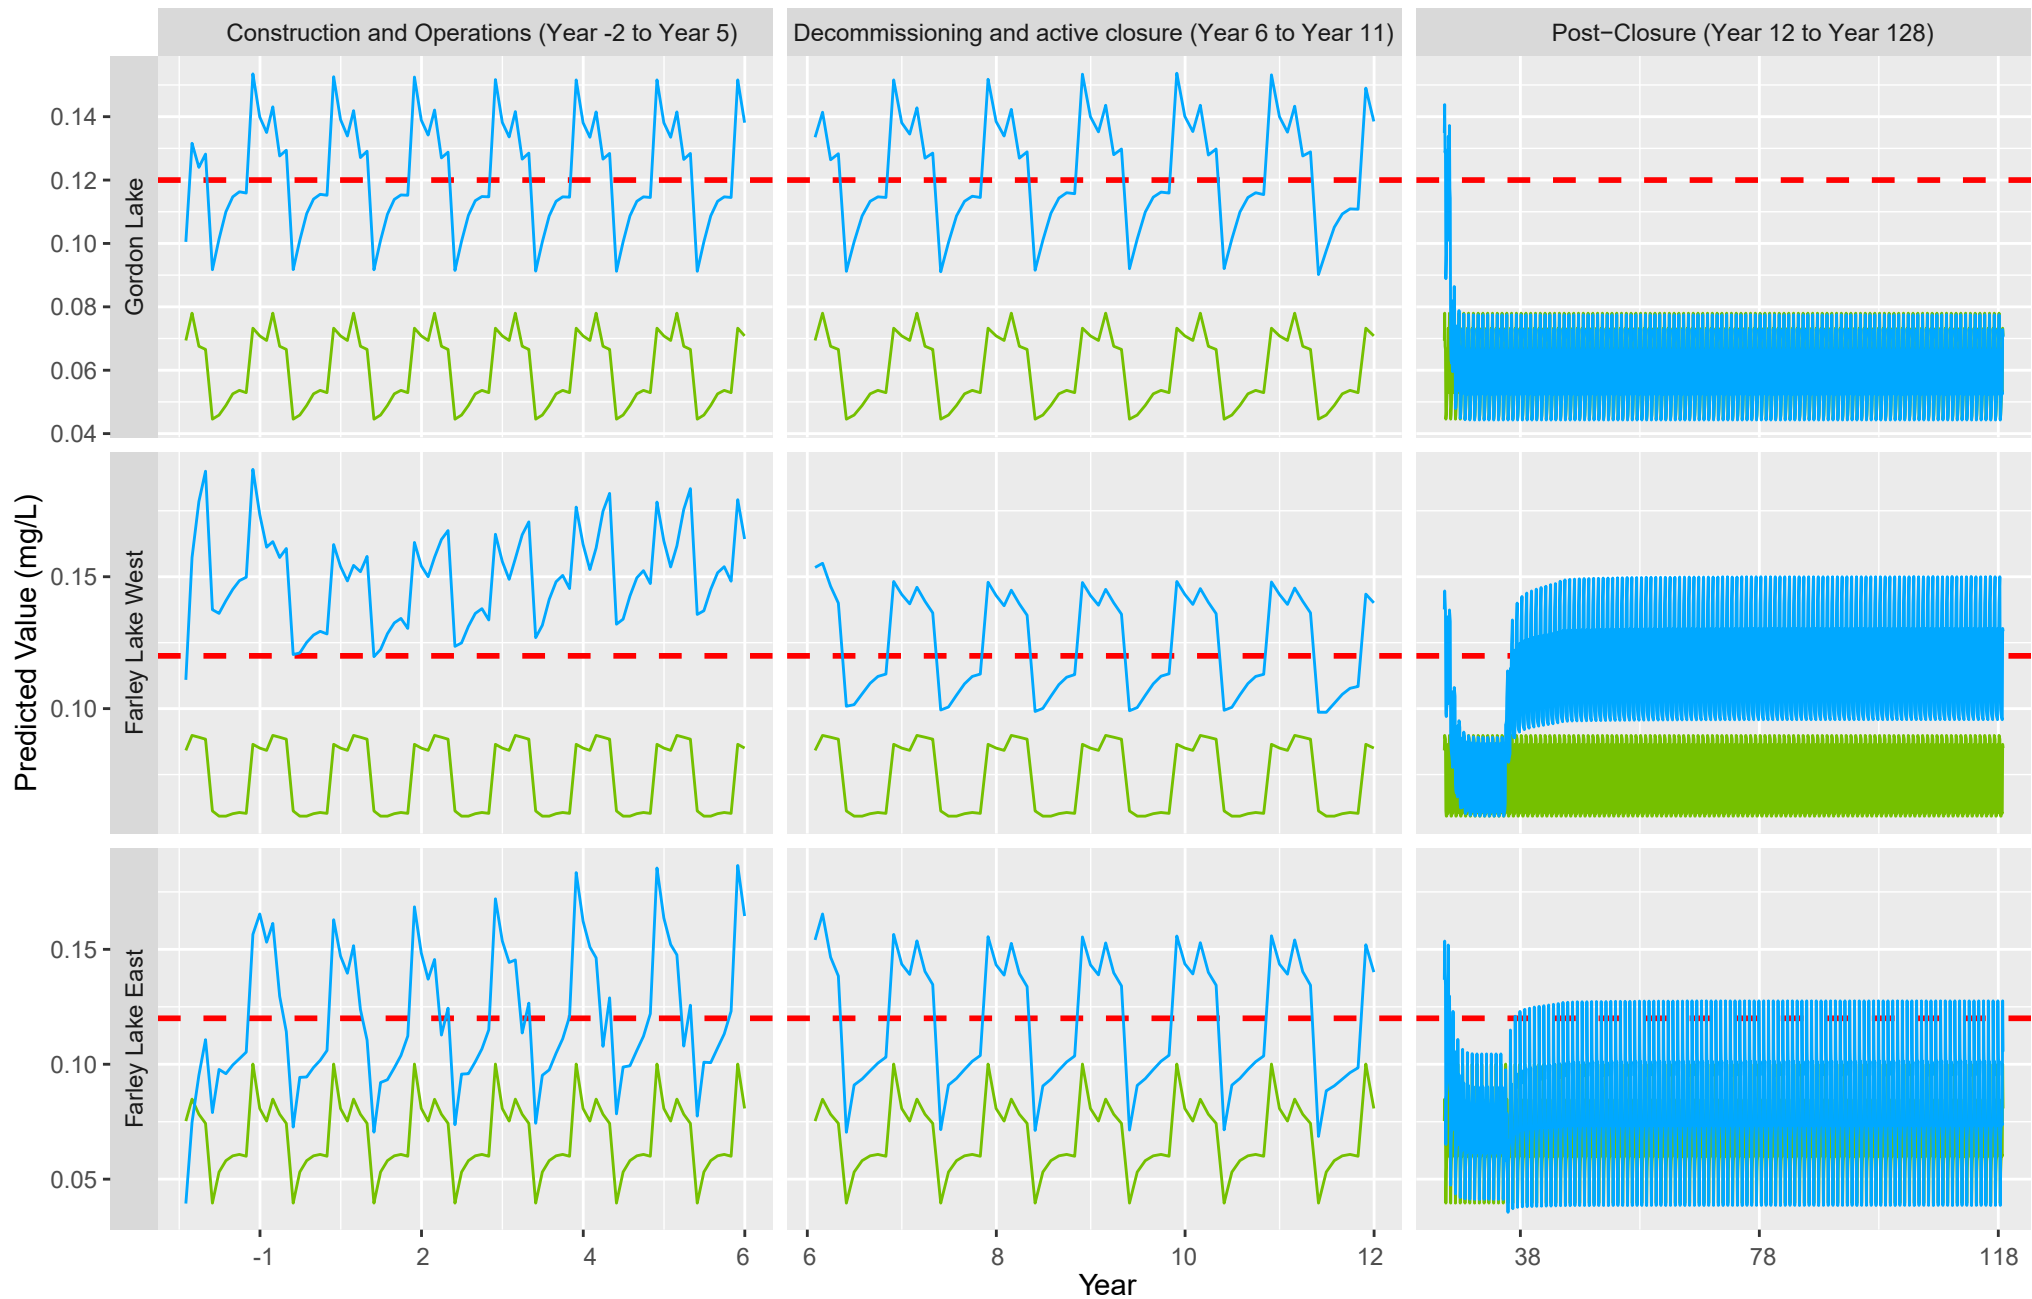 Construction and Operations (Year -2 to Year 5)
Decommissioning and active closure (Year 6 to Year 11)
Post−Closure (Year 12 to Year 128)
Predicted Value (mg/L)
Gordon Lake
0.14
0.12
0.10
0.08
0.06
0.04
Farley Lake West
0.15
0.10
Farley Lake East
0.15
0.10
0.05
-1 2 4 6
6 8 10 12
38 78 118
Year